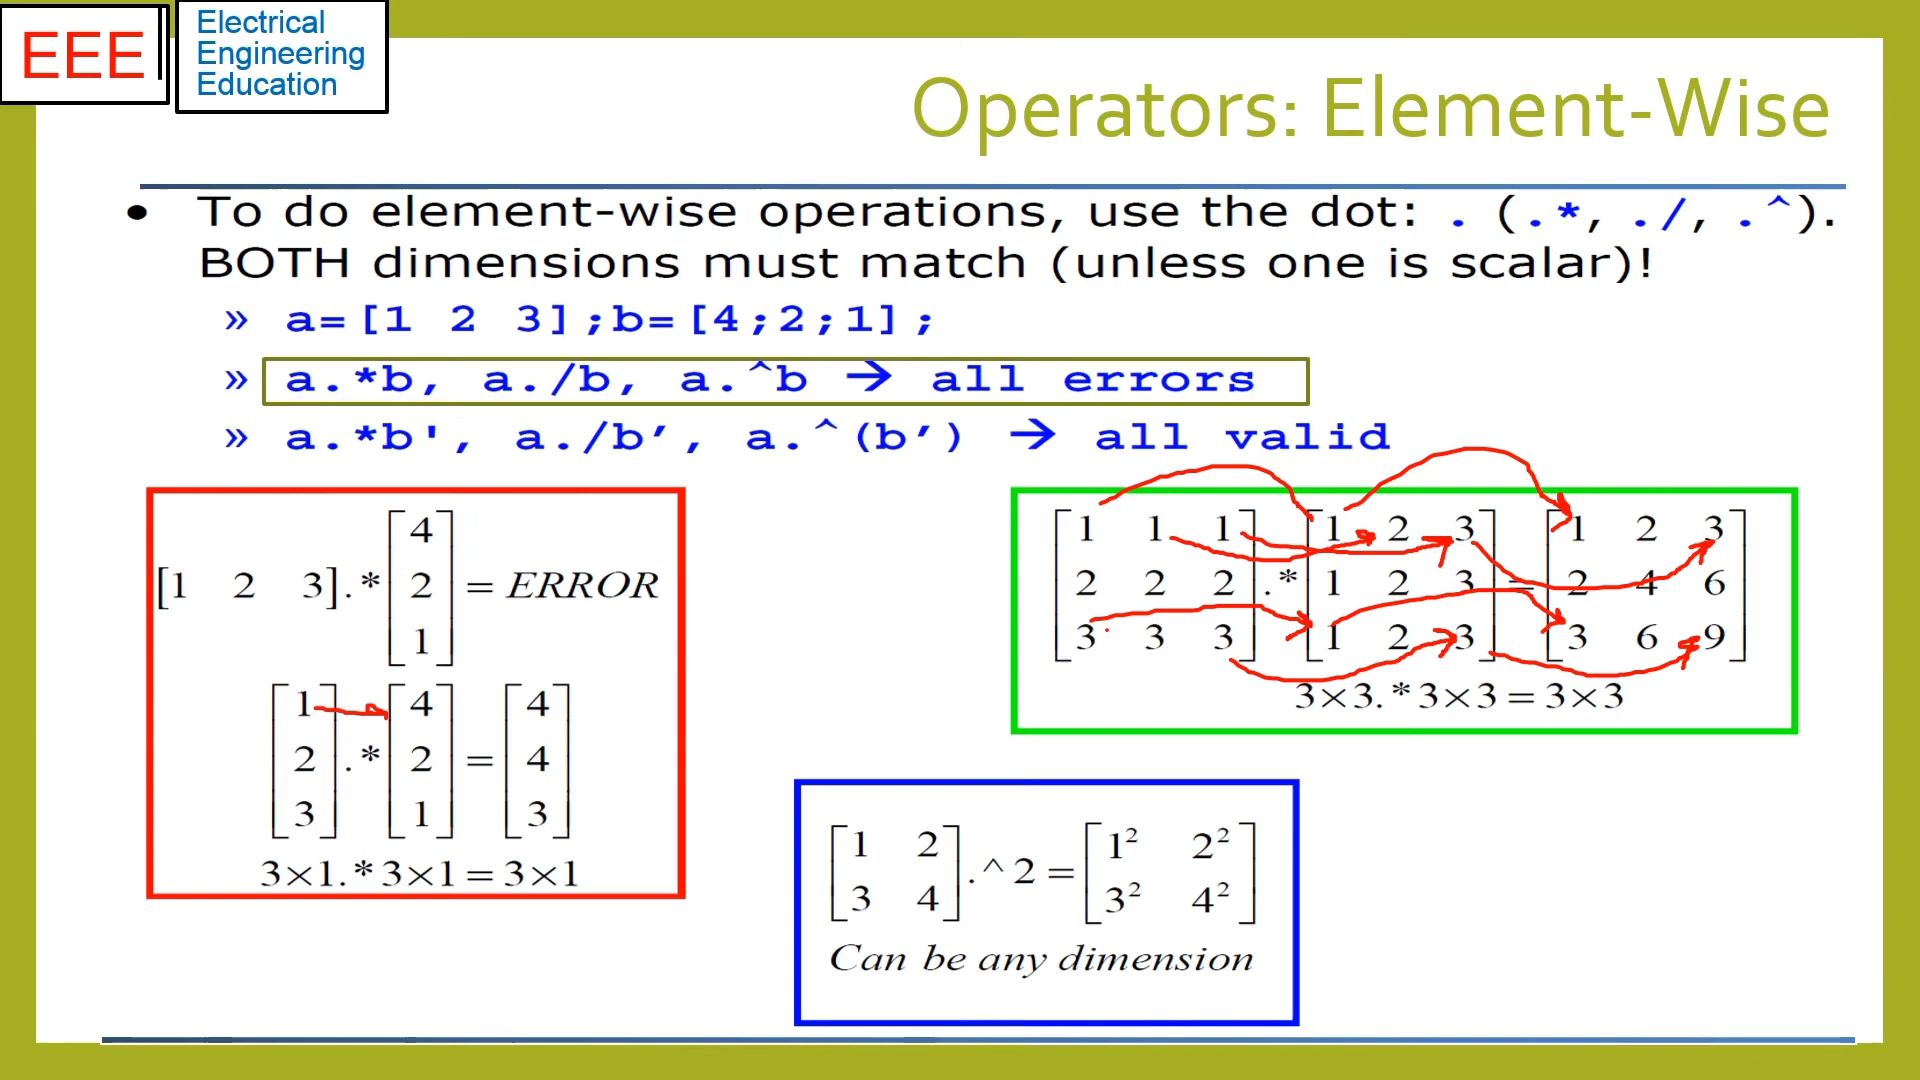 EEE
Electrical
Engineering
Education
Operators: Element-Wise
• To do element-wise operations, use the dot: . (.*, ./, .^).
BOTH dimensions must match (unless one is scalar)!
» a=[1 2 3];b=[4;2;1];
» a.*b, a./b, a.^b → all errors
» a.*b', a./b’, a.^(b’) → all valid
4
[1 2 3].* 2 = ERROR
1
1 4 4
2 .* 2 = 4
3 1 3
3×1.*3×1=3×1
1 1 1 1 2 3 1 2 3
2 2 2 .* 1 2 3 = 2 4 6
3 3 3 1 2 3 3 6 9
3×3.*3×3=3×3
1 2 1² 2²
.^2=
3 4 3² 4²
Can be any dimension